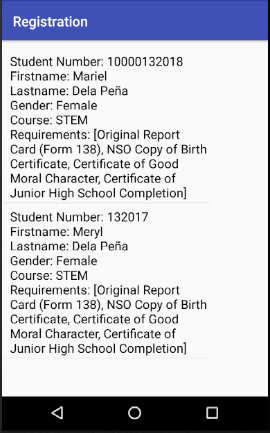 Registration
Student Number: 10000132018
Firstname: Mariel
Lastname: Dela Peña
Gender: Female
Course: STEM
Requirements: [Original Report
Card (Form 138), NSO Copy of Birth
Certificate, Certificate of Good
Moral Character, Certificate of
Junior High School Completion]
Student Number: 132017
Firstname: Meryl
Lastname: Dela Peña
Gender: Female
Course: STEM
Requirements: [Original Report
Card (Form 138), NSO Copy of Birth
Certificate, Certificate of Good
Moral Character, Certificate of
Junior High School Completion]